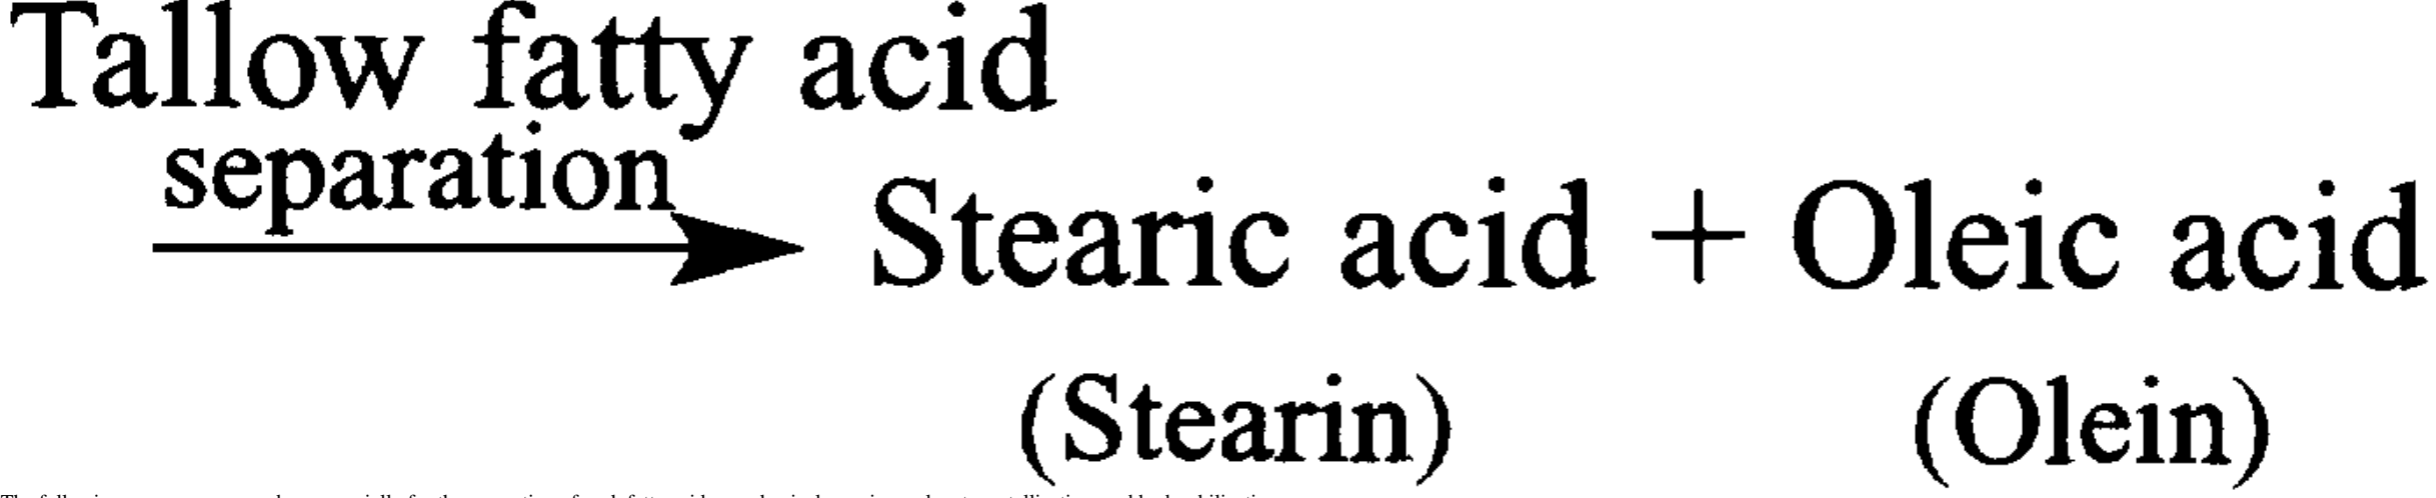 Tallow fatty acid
separation
Stearic acid + Oleic acid
(Stearin) (Olein)